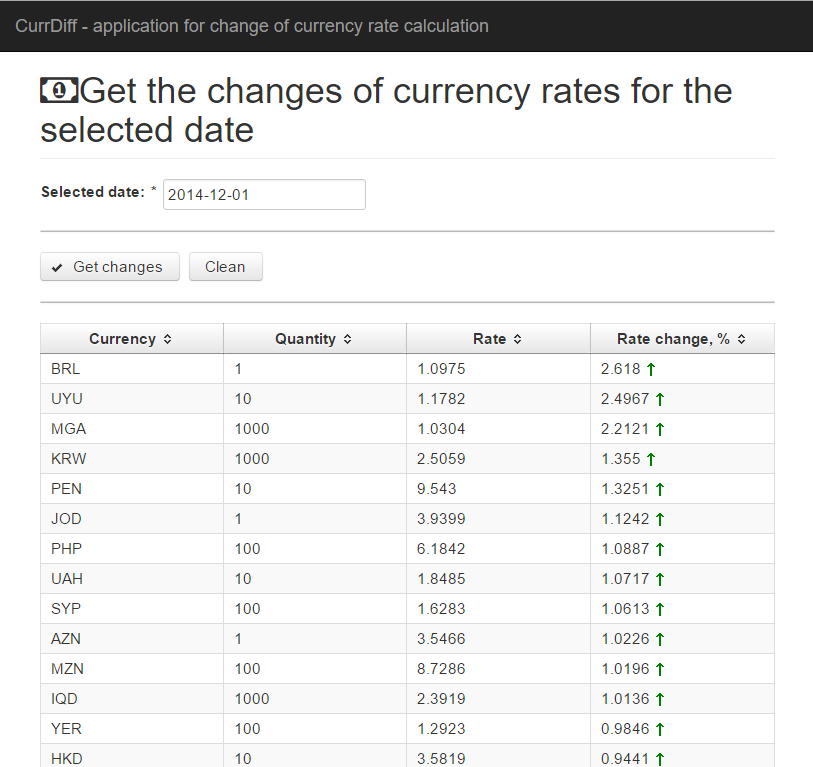 CurrDiff - application for change of currency rate calculation
Get the changes of currency rates for the
selected date
Selected date: * 2014-12-01
Get changes Clean
Currency Quantity Rate Rate change, %
BRL 1 1.0975 2.618
UYU 10 1.1782 2.4967
MGA 1000 1.0304 2.2121
KRW 1000 2.5059 1.355
PEN 10 9.543 1.3251
JOD 1 3.9399 1.1242
PHP 100 6.1842 1.0887
UAH 10 1.8485 1.0717
SYP 100 1.6283 1.0613
AZN 1 3.5466 1.0226
MZN 100 8.7286 1.0196
IQD 1000 2.3919 1.0136
YER 100 1.2923 0.9846
HKD 10 3.5819 0.9441